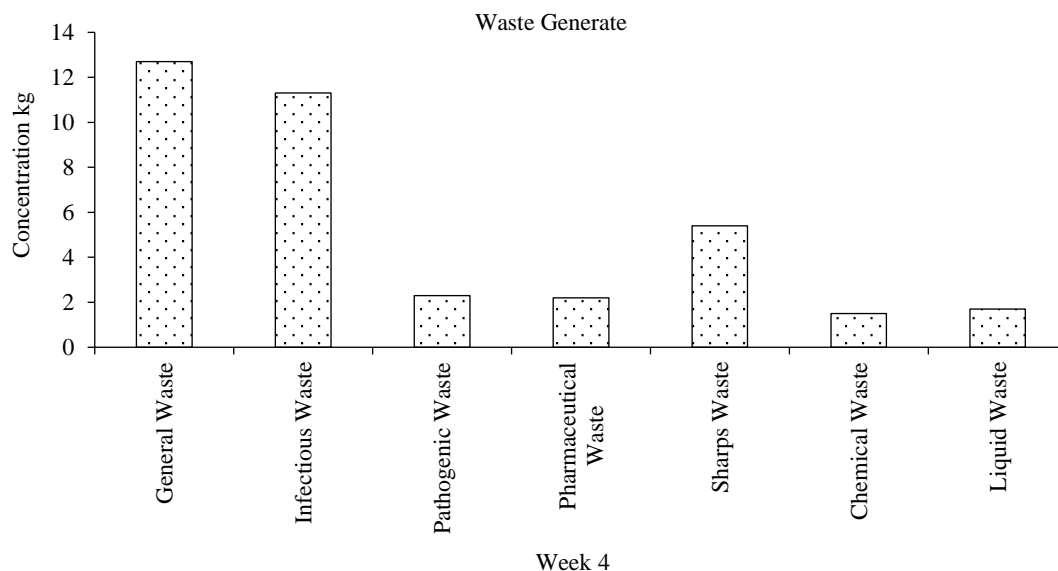 Waste Generate
Concentration kg
14
12
10
8
6
4
2
0
General Waste
Infectious Waste
Pathogenic Waste
Pharmaceutical
Waste
Sharps Waste
Chemical Waste
Liquid Waste
Week 4